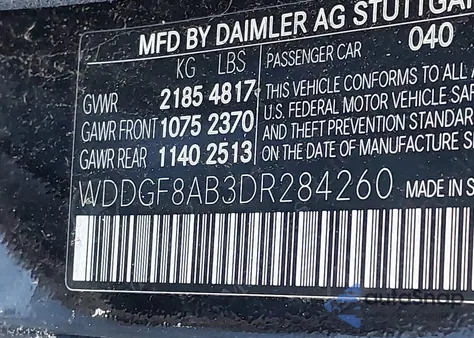 MFD BY DAIMLER AG STUTTGA
KG LBS PASSENGER CAR 040
GVWR 2185 4817
GAWR FRONT 1075 2370
GAWR REAR 1140 2513
THIS VEHICLE CONFORMS TO ALL
U.S. FEDERAL MOTOR VEHICLE SAF
AND THEFT PREVENTION STANDAR
ON THE DATE OF MANUFACTURE S
WDDGF8AB3DR284260 MADE IN S
autoSnap